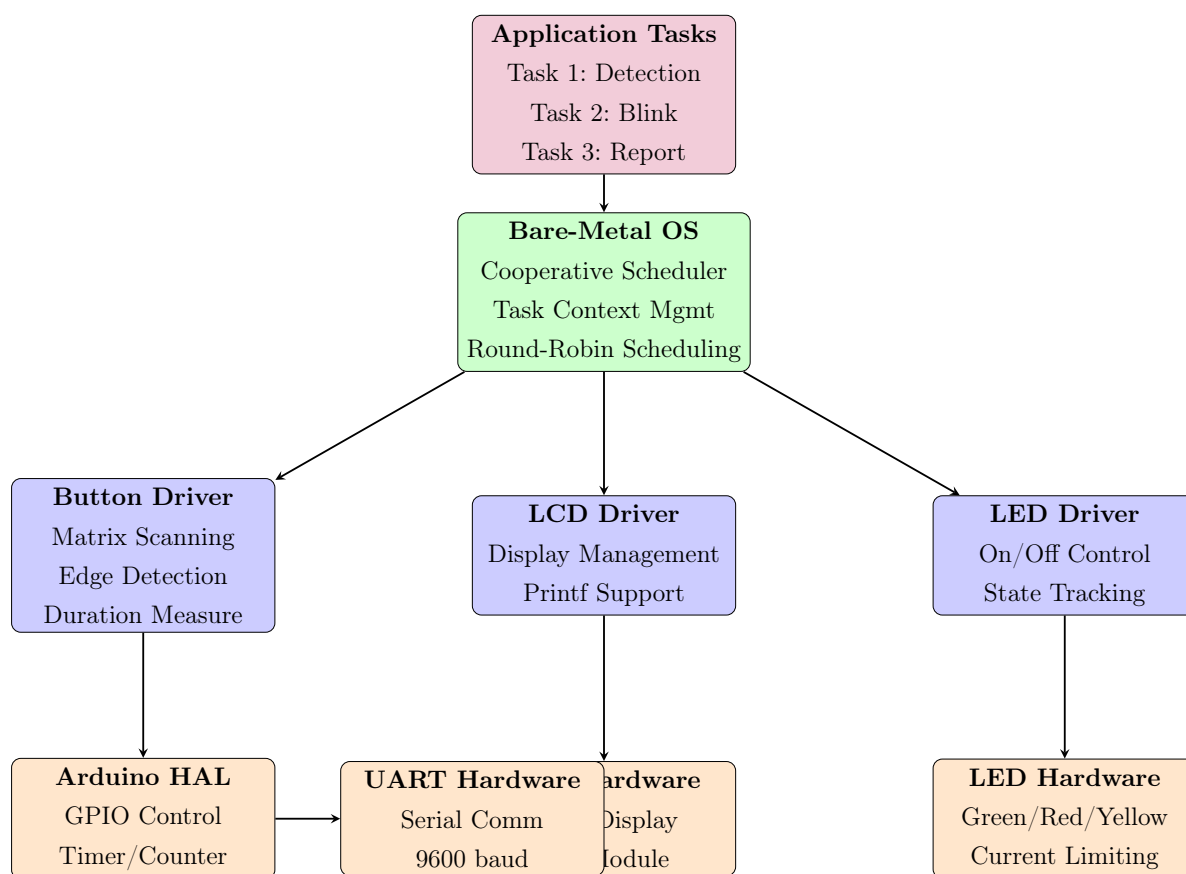 Application Tasks
Task 1: Detection
Task 2: Blink
Task 3: Report
Bare-Metal OS
Cooperative Scheduler
Task Context Mgmt
Round-Robin Scheduling
Button Driver
Matrix Scanning
Edge Detection
Duration Measure
LCD Driver
Display Management
Printf Support
LED Driver
On/Off Control
State Tracking
Arduino HAL
GPIO Control
Timer/Counter
UART Hardware
Serial Comm
9600 baud
Display
LED Hardware
Green/Red/Yellow
Current Limiting